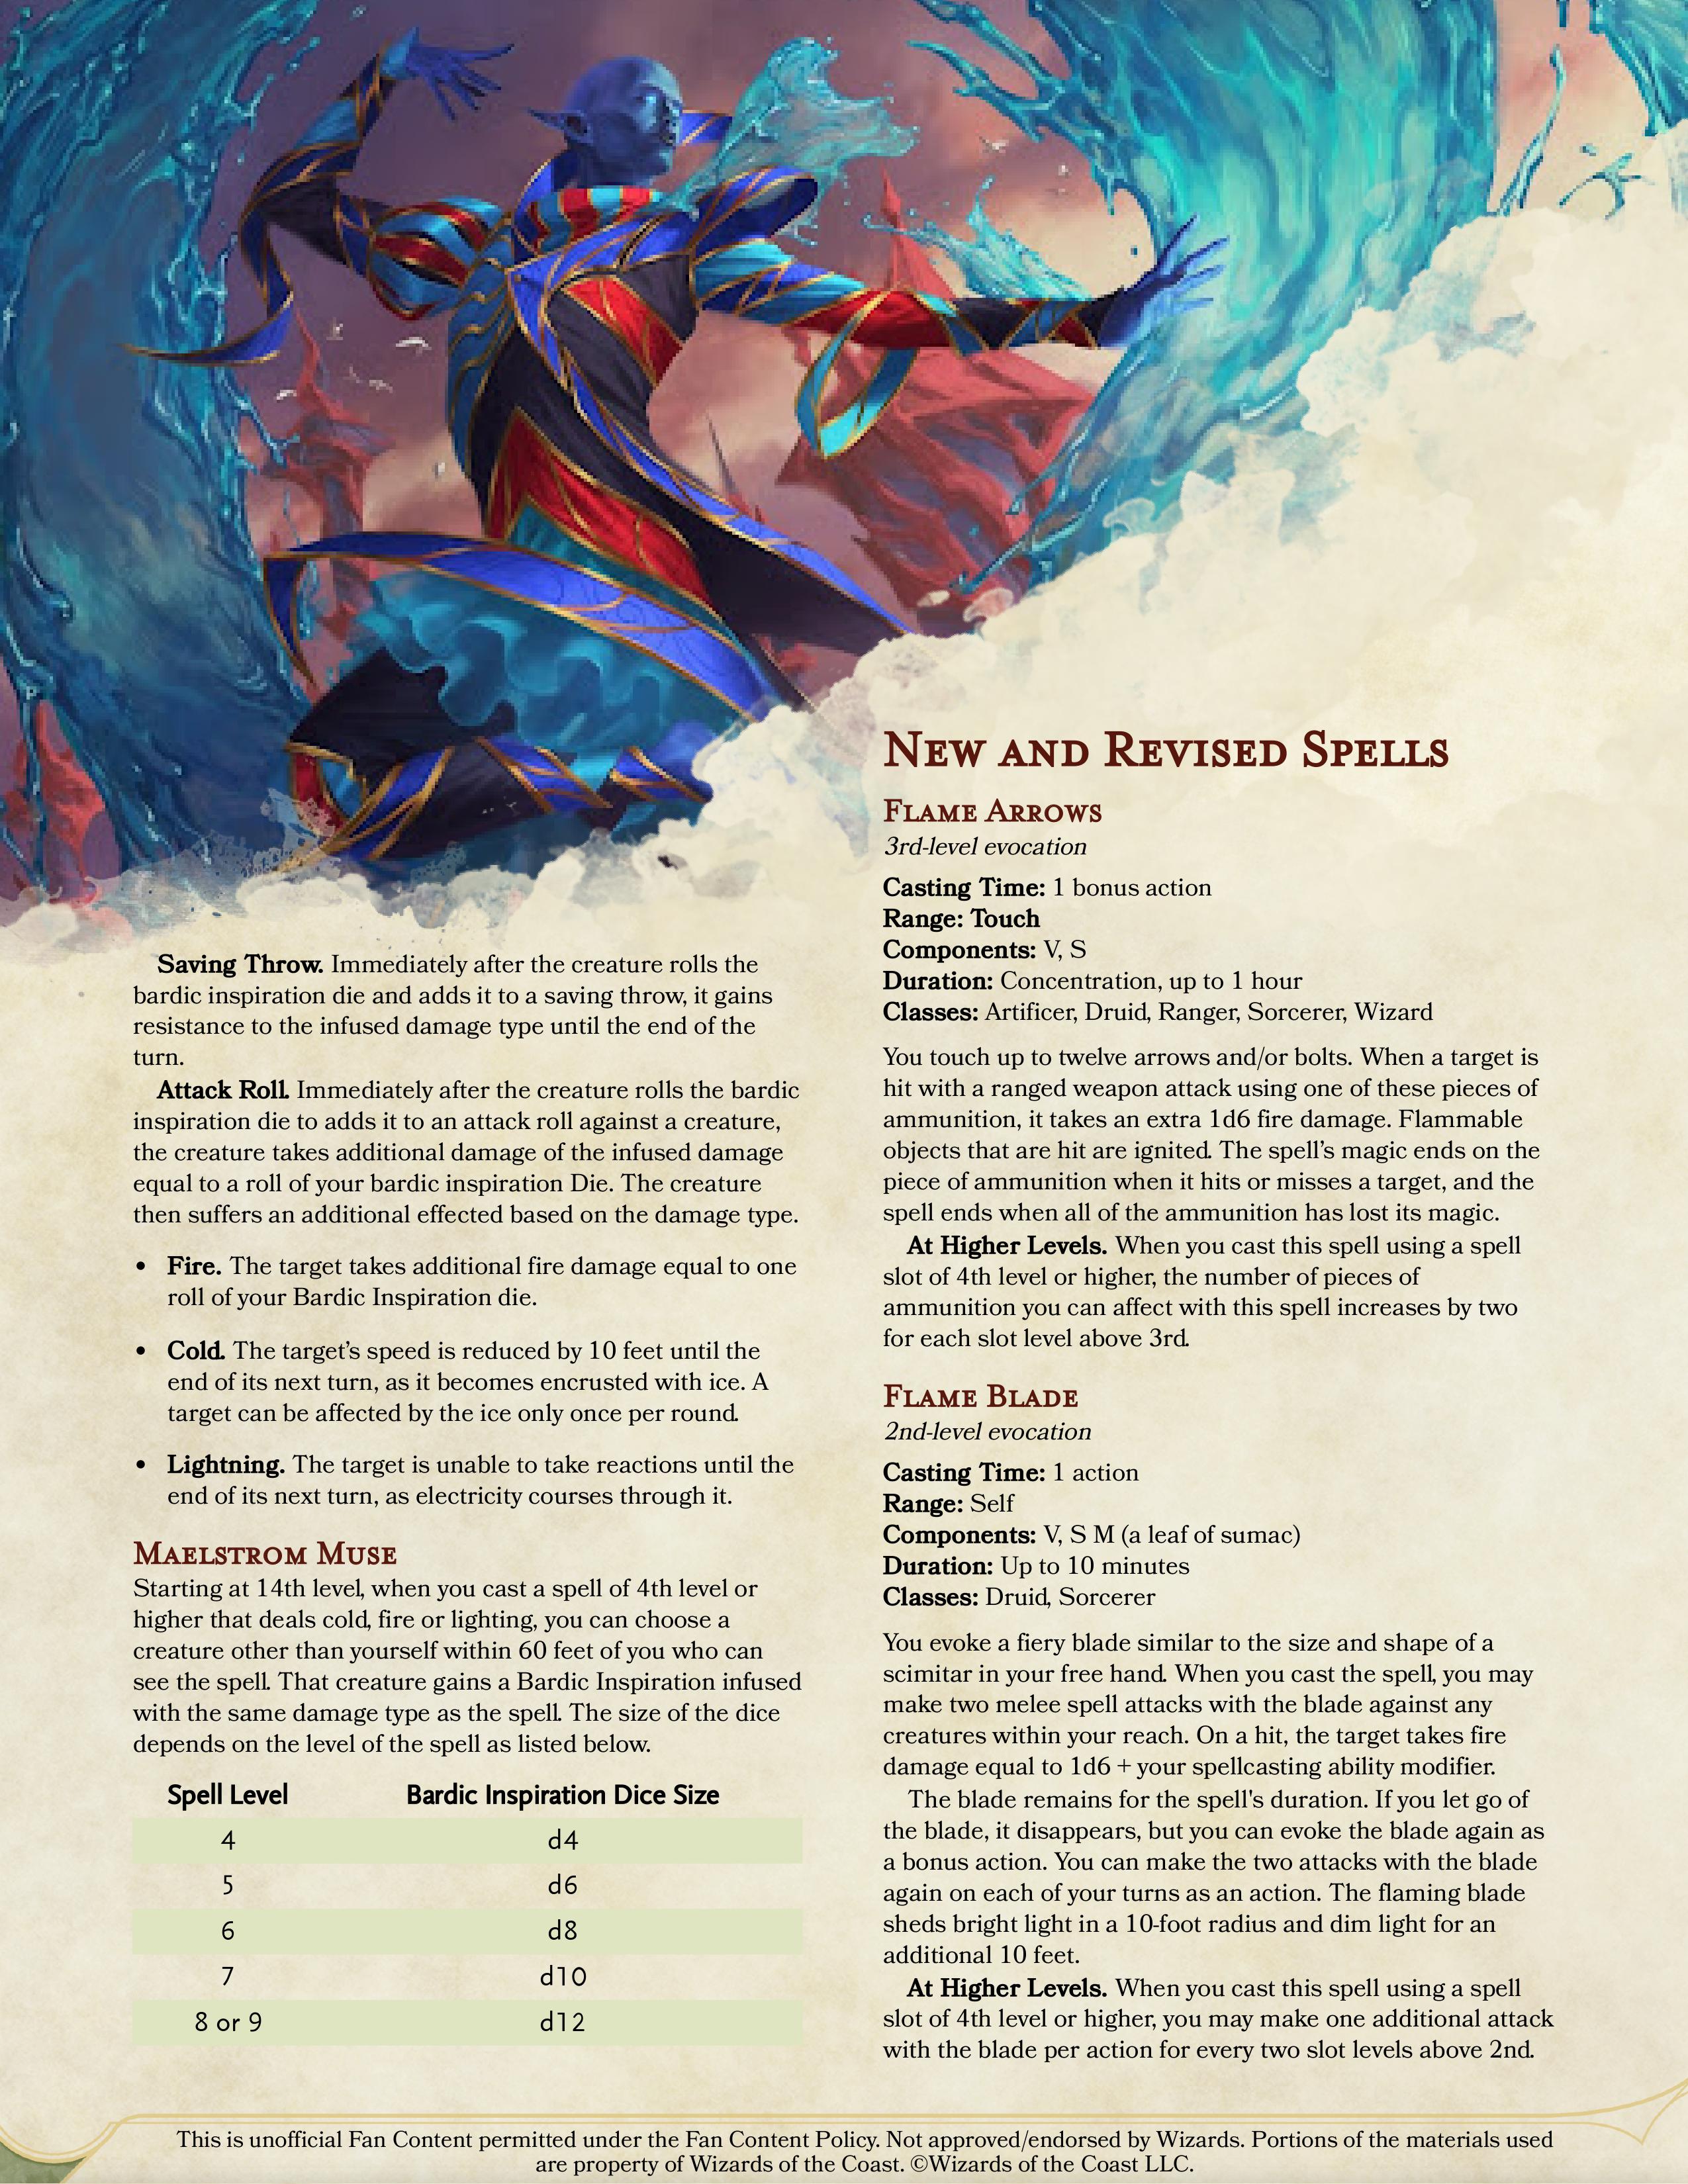 Saving Throw. Immediately after the creature rolls the
bardic inspiration die and adds it to a saving throw, it gains
resistance to the infused damage type until the end of the
turn.
Attack Roll. Immediately after the creature rolls the bardic
inspiration die to adds it to an attack roll against a creature,
the creature takes additional damage of the infused damage
equal to a roll of your bardic inspiration Die. The creature
then suffers an additional effected based on the damage type.
• Fire. The target takes additional fire damage equal to one
roll of your Bardic Inspiration die.
• Cold. The target's speed is reduced by 10 feet until the
end of its next turn, as it becomes encrusted with ice. A
target can be affected by the ice only once per round.
• Lightning. The target is unable to take reactions until the
end of its next turn, as electricity courses through it.
Maelstrom Muse
Starting at 14th level, when you cast a spell of 4th level or
higher that deals cold, fire or lighting, you can choose a
creature other than yourself within 60 feet of you who can
see the spell. That creature gains a Bardic Inspiration infused
with the same damage type as the spell. The size of the dice
depends on the level of the spell as listed below.
Spell Level Bardic Inspiration Dice Size
4 d4
5 d6
6 d8
7 d10
8 or 9 d12
New and Revised Spells
Flame Arrows
3rd-level evocation
Casting Time: 1 bonus action
Range: Touch
Components: V, S
Duration: Concentration, up to 1 hour
Classes: Artificer, Druid, Ranger, Sorcerer, Wizard
You touch up to twelve arrows and/or bolts. When a target is
hit with a ranged weapon attack using one of these pieces of
ammunition, it takes an extra 1d6 fire damage. Flammable
objects that are hit are ignited. The spell's magic ends on the
piece of ammunition when it hits or misses a target, and the
spell ends when all of the ammunition has lost its magic.
At Higher Levels. When you cast this spell using a spell
slot of 4th level or higher, the number of pieces of
ammunition you can affect with this spell increases by two
for each slot level above 3rd.
Flame Blade
2nd-level evocation
Casting Time: 1 action
Range: Self
Components: V, S M (a leaf of sumac)
Duration: Up to 10 minutes
Classes: Druid, Sorcerer
You evoke a fiery blade similar to the size and shape of a
scimitar in your free hand. When you cast the spell, you may
make two melee spell attacks with the blade against any
creatures within your reach. On a hit, the target takes fire
damage equal to 1d6 + your spellcasting ability modifier.
The blade remains for the spell's duration. If you let go of
the blade, it disappears, but you can evoke the blade again as
a bonus action. You can make the two attacks with the blade
again on each of your turns as an action. The flaming blade
sheds bright light in a 10-foot radius and dim light for an
additional 10 feet.
At Higher Levels. When you cast this spell using a spell
slot of 4th level or higher, you may make one additional attack
with the blade per action for every two slot levels above 2nd.
This is unofficial Fan Content permitted under the Fan Content Policy. Not approved/endorsed by Wizards. Portions of the materials used
are property of Wizards of the Coast. ©Wizards of the Coast LLC.